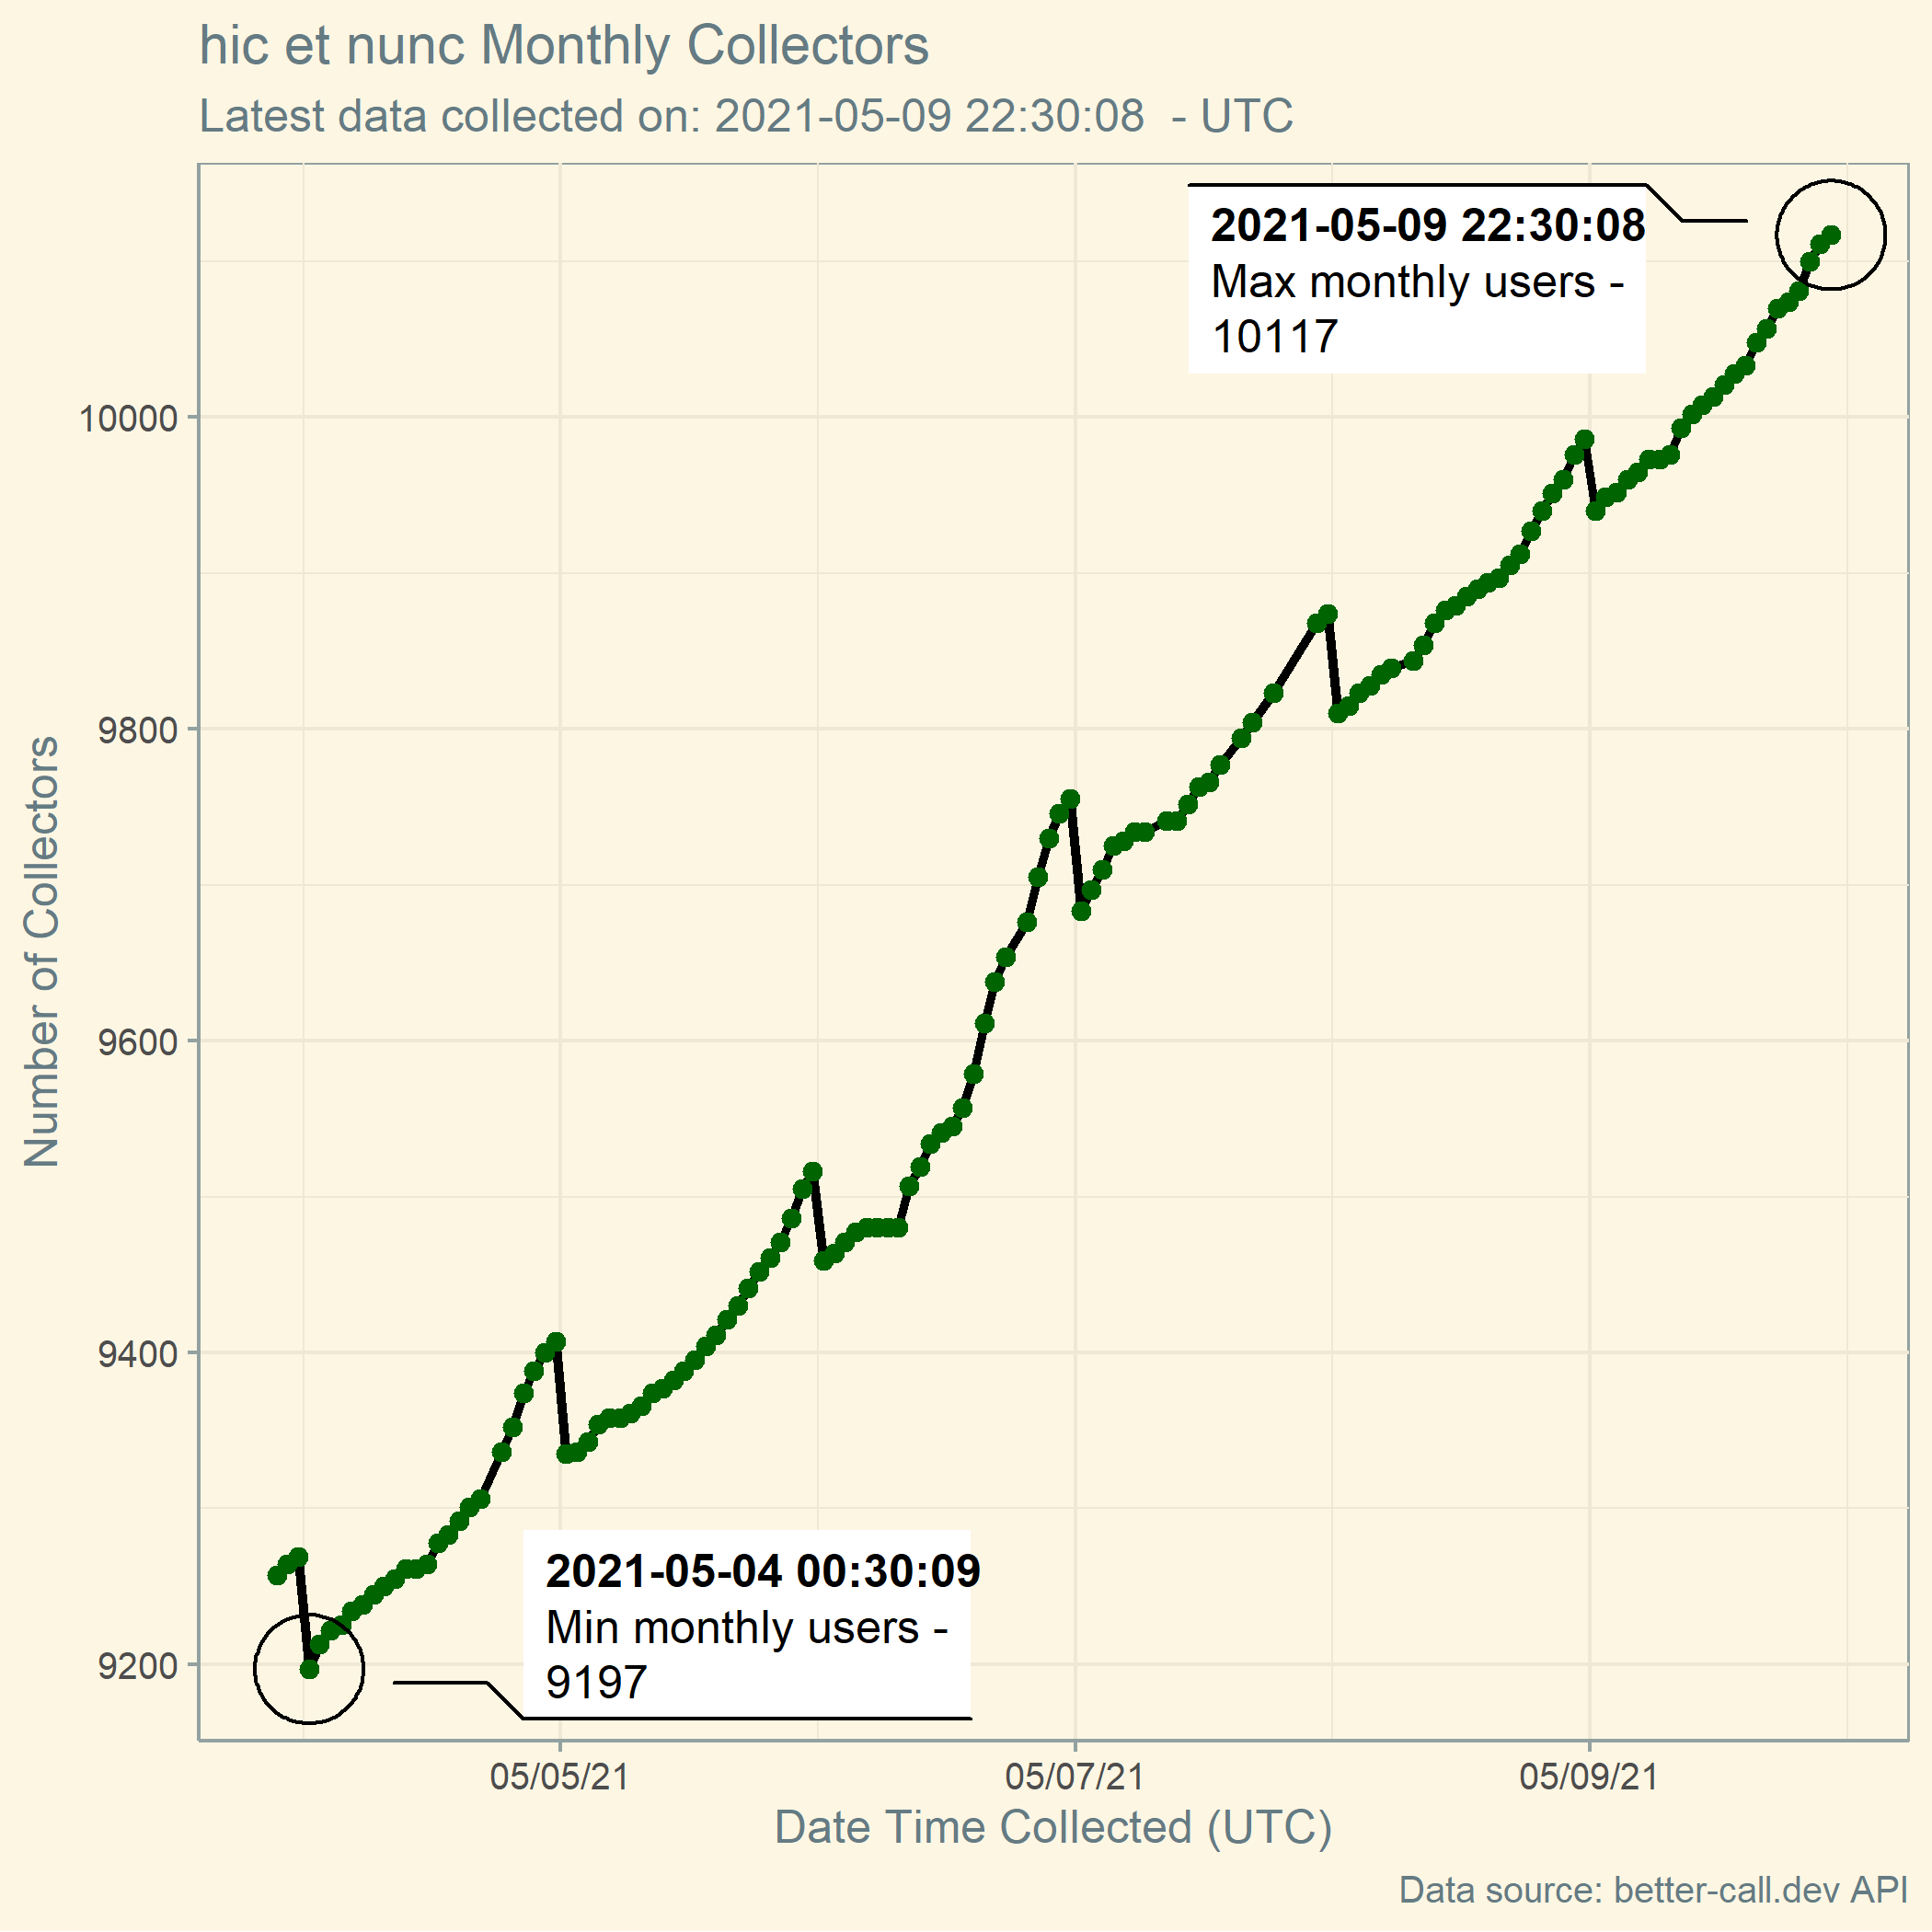 hic et nunc Monthly Collectors
Latest data collected on: 2021-05-09 22:30:08  - UTC
2021-05-09 22:30:08
Max monthly users -
10117
10000
9800
9600
9400
9200
Number of Collectors
2021-05-04 00:30:09
Min monthly users -
9197
05/05/21
05/07/21
05/09/21
Date Time Collected (UTC)
Data source: better-call.dev API